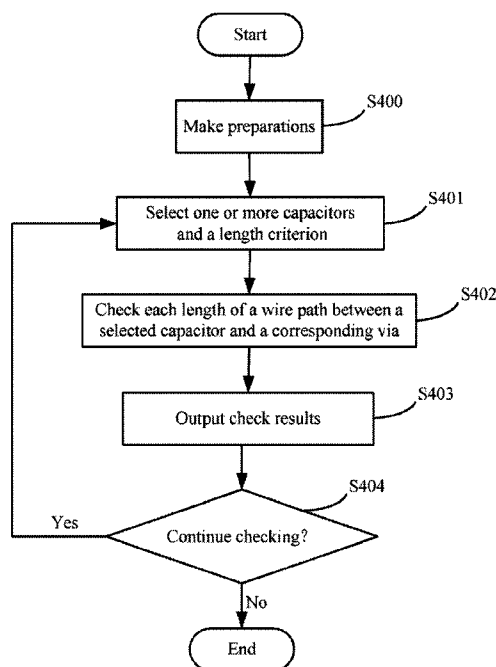 Start
S400
Make preparations
S401
Select one or more capacitors
and a length criterion
S402
Check each length of a wire path between a
selected capacitor and a corresponding via
S403
Output check results
S404
Yes
Continue checking?
No
End